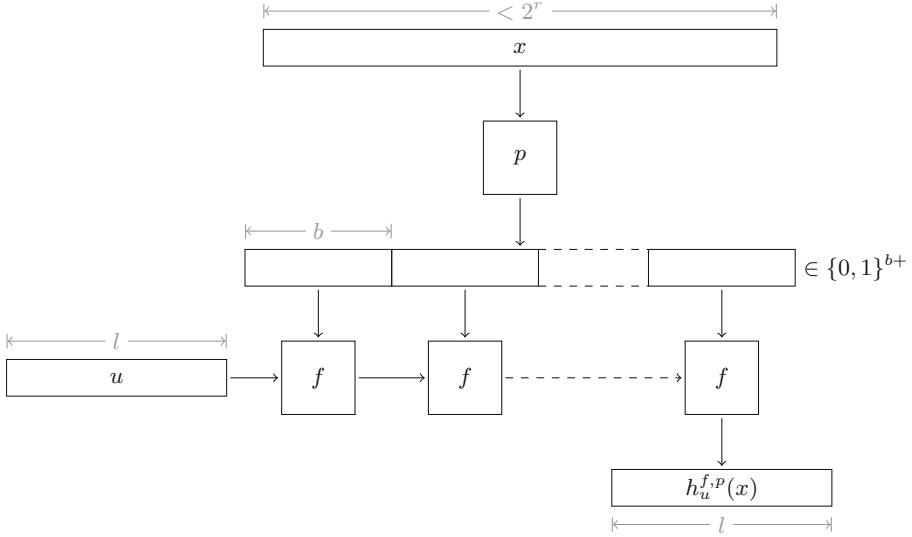 < 2^r
x
p
b
∈ {0, 1}^{b+}
l
u
f
f
f
h_u^{f,p}(x)
l